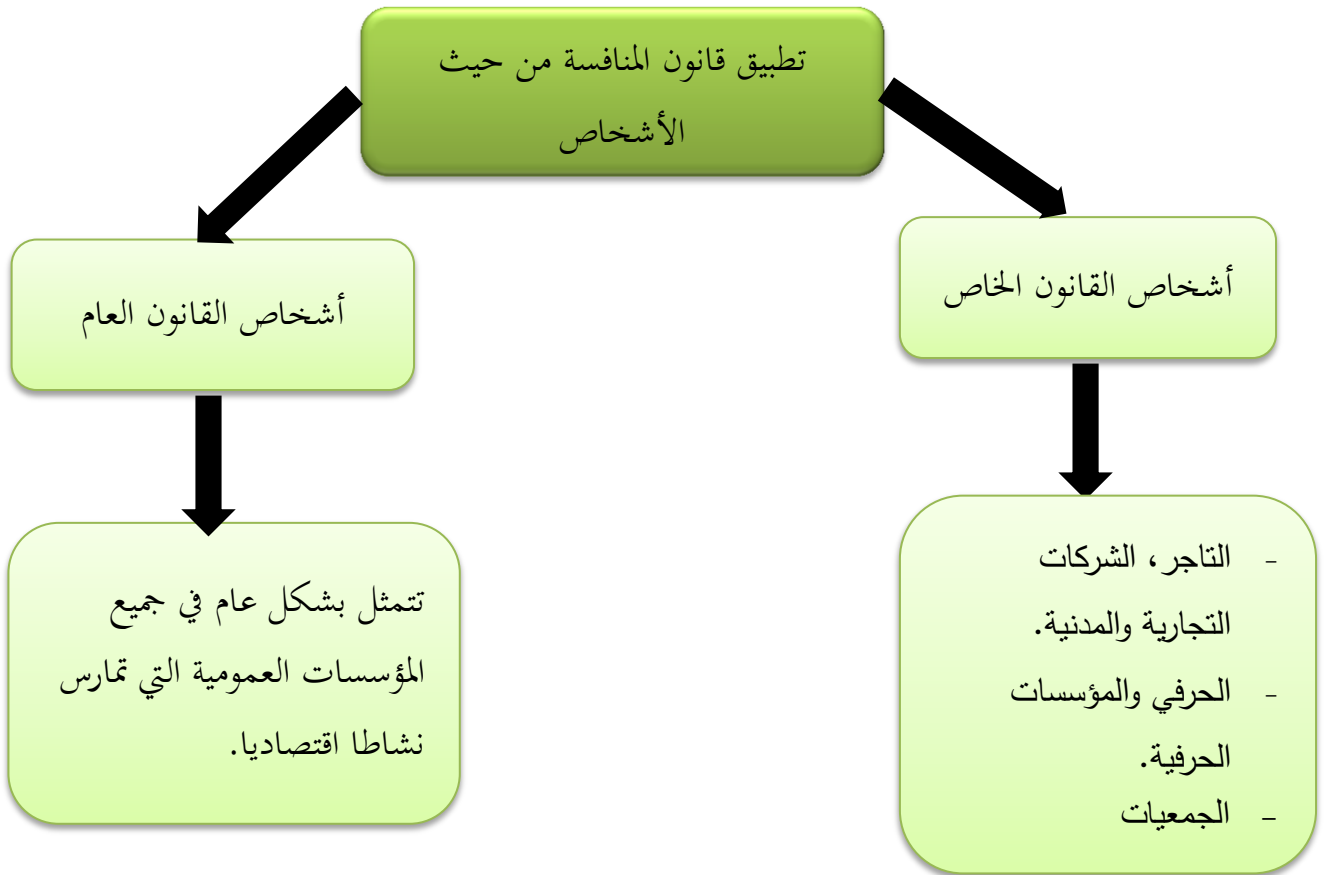 تطبيق قانون المنافسة من حيث
الأشخاص
أشخاص القانون الخاص
أشخاص القانون العام
- التاجر، الشركات
التجارية والمدنية.
- الحرفي والمؤسسات
الحرفية.
- الجمعيات
تتمثل بشكل عام في جميع
المؤسسات العمومية التي تمارس
نشاطا اقتصاديا.